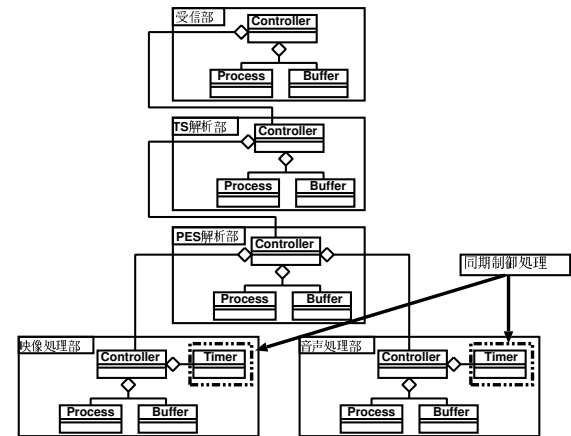 受信部
Controller
Process
Buffer
TS解析部
Controller
Process
Buffer
PES解析部
Controller
同期制御処理
Process
Buffer
映像処理部
Controller
Timer
音声処理部
Controller
Timer
Process
Buffer
Process
Buffer